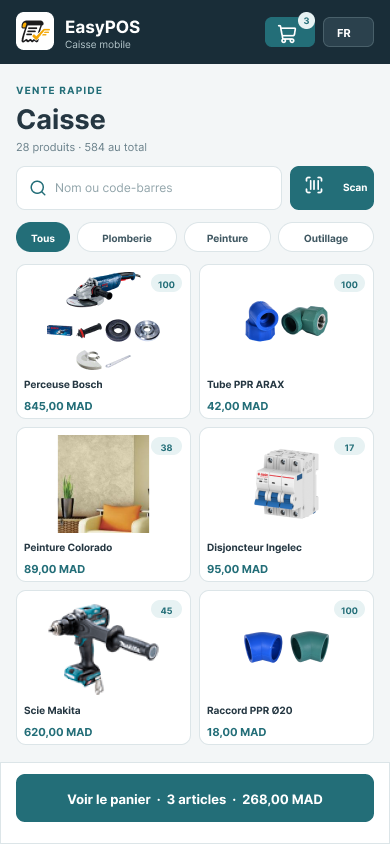 EasyPOS
Caisse mobile
3
FR
VENTE RAPIDE
Caisse
28 produits · 584 au total
Nom ou code-barres
Scan
Tous
Plomberie
Peinture
Outillage
100
Perceuse Bosch
845,00 MAD
100
Tube PPR ARAX
42,00 MAD
38
Peinture Colorado
89,00 MAD
17
Disjoncteur Ingelec
95,00 MAD
45
makita
Scie Makita
620,00 MAD
100
Raccord PPR Ø20
18,00 MAD
Voir le panier · 3 articles · 268,00 MAD